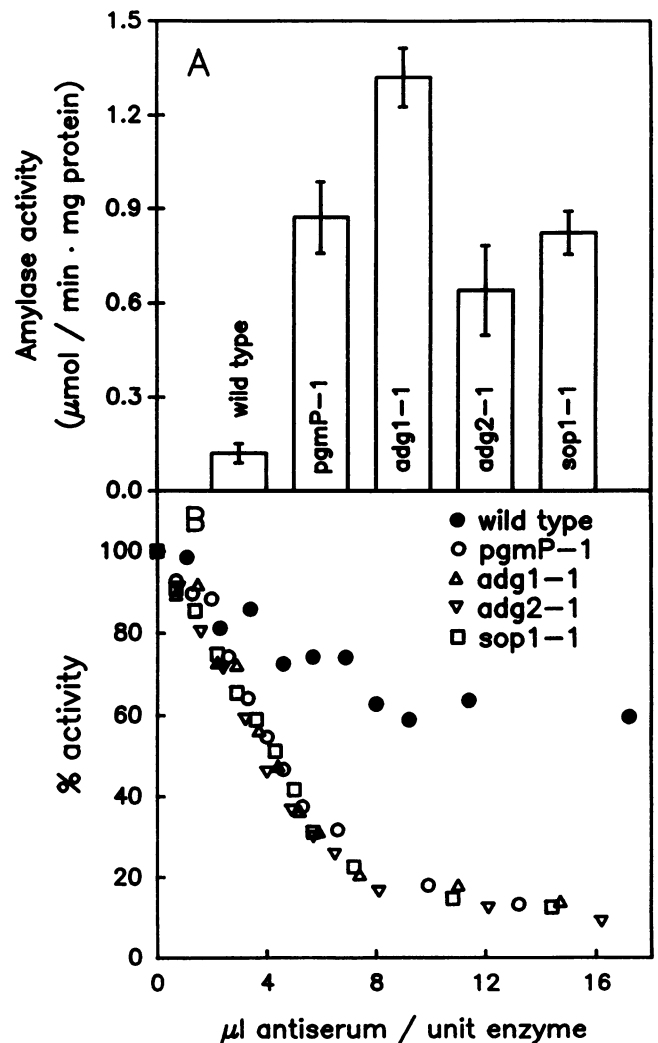 A
Amylase activity
(μmol / min · mg protein)
1.5
1.2
0.9
0.6
0.3
0.0
wild type
pgmP-1
adg1-1
adg2-1
sop1-1
B
% activity
100
80
60
40
20
0
wild type
pgmP-1
adg1-1
adg2-1
sop1-1
0 4 8 12 16
μl antiserum / unit enzyme